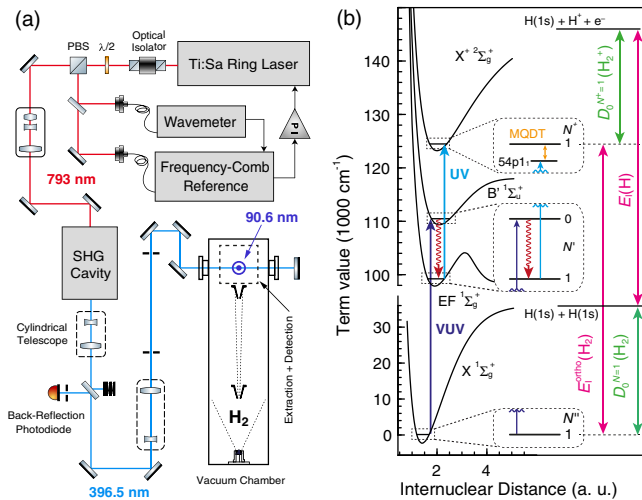 (a)
PBS
λ/2
Optical
Isolator
Ti:Sa Ring Laser
Wavemeter
PI
Frequency-Comb
Reference
793 nm
SHG
Cavity
90.6 nm
Cylindrical
Telescope
Extraction + Detection
Back-Reflection
Photodiode
H₂
396.5 nm
Vacuum Chamber
(b)
H(1s) + H⁺ + e⁻
Term value (1000 cm⁻¹)
140
130
120
110
100
30
20
10
0
X⁺ ²Σg⁺
MQDT
N⁺
1
54p1₁
UV
B' ¹Σu⁺
0
N'
1
EF ¹Σg⁺
VUV
H(1s) + H(1s)
X ¹Σg⁺
N''
1
D₀ᴺ⁺⁼¹(H₂⁺)
Eᵢ(H)
Eᵢᵒʳᵗʰᵒ(H₂)
D₀ᴺ⁼¹(H₂)
0
2
4
Internuclear Distance (a. u.)